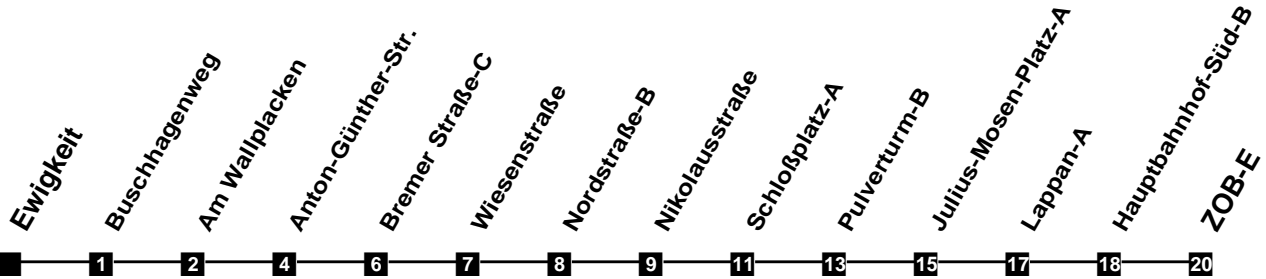 Ewigkeit
Buschhagenweg
Am Wallplacken
Anton-Günther-Str.
Bremer Straße-C
Wiesenstraße
Nordstraße-B
Nikolausstraße
Schloßplatz-A
Pulverturm-B
Julius-Mosen-Platz-A
Lappan-A
Hauptbahnhof-Süd-B
ZOB-E
1 2 4 6 7 8 9 11 13 15 17 18 20